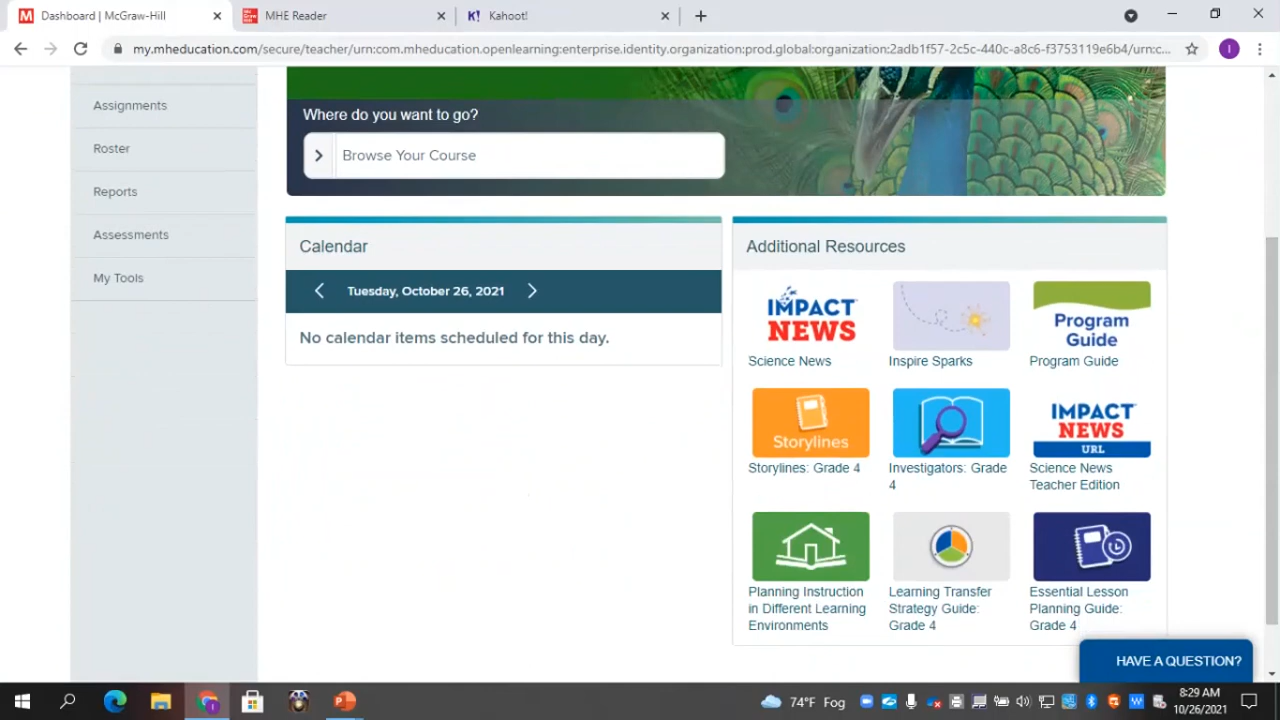 Dashboard | McGraw-Hill
MHE Reader
K! Kahoot!
my.mheducation.com/secure/teacher/urn:com.mheducation.openlearning:enterprise.identity.organization:prod.global:organization:2adb1f57-2c5c-440c-a8c6-f3753119e6b4/urn:c...
I
Assignments
Roster
Reports
Assessments
My Tools
Where do you want to go?
Browse Your Course
Calendar
Tuesday, October 26, 2021
No calendar items scheduled for this day.
Additional Resources
IMPACT
NEWS
Science News
Inspire Sparks
Program
Guide
Program Guide
Storylines
Storylines: Grade 4
Investigators: Grade
4
IMPACT
NEWS
URL
Science News
Teacher Edition
Planning Instruction
in Different Learning
Environments
Learning Transfer
Strategy Guide:
Grade 4
Essential Lesson
Planning Guide:
Grade 4
HAVE A QUESTION?
74°F Fog
8:29 AM
10/26/2021